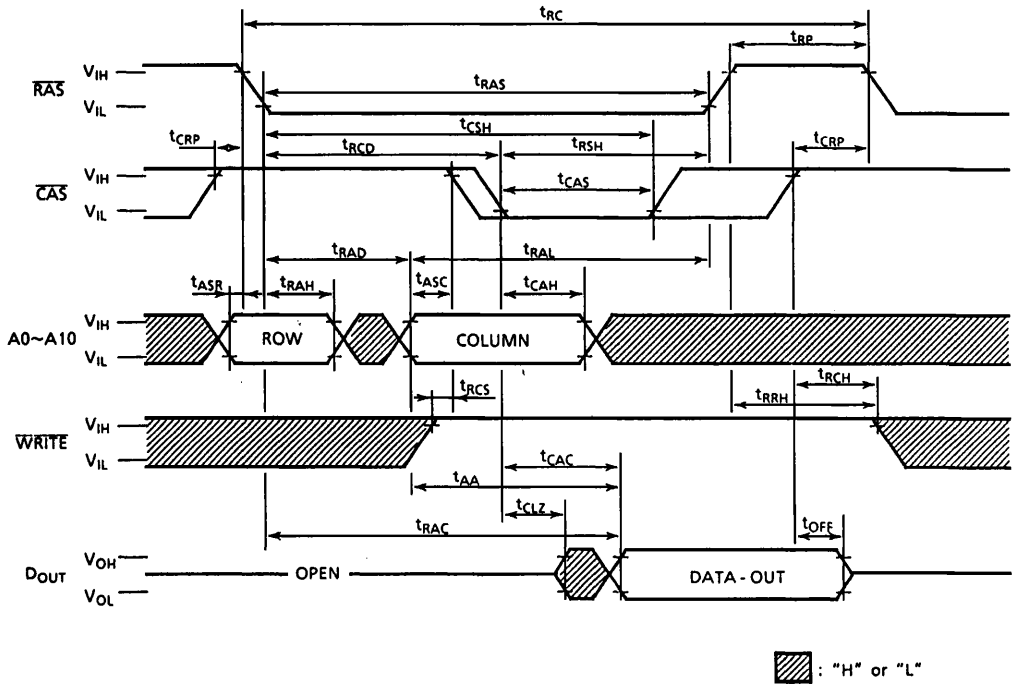 tRC
tRP
RAS
VIH
VIL
tRAS
tCSH
tCRP
tRCD
tRSH
tCRP
CAS
VIH
VIL
tCAS
tRAD
tRAL
tASR
tRAH
tASC
tCAH
A0~A10
VIH
VIL
ROW
COLUMN
tRCS
tRCH
tRRH
WRITE
VIH
VIL
tCAC
tAA
tCLZ
tOFF
tRAC
DOUT
VOH
VOL
OPEN
DATA - OUT
: "H" or "L"